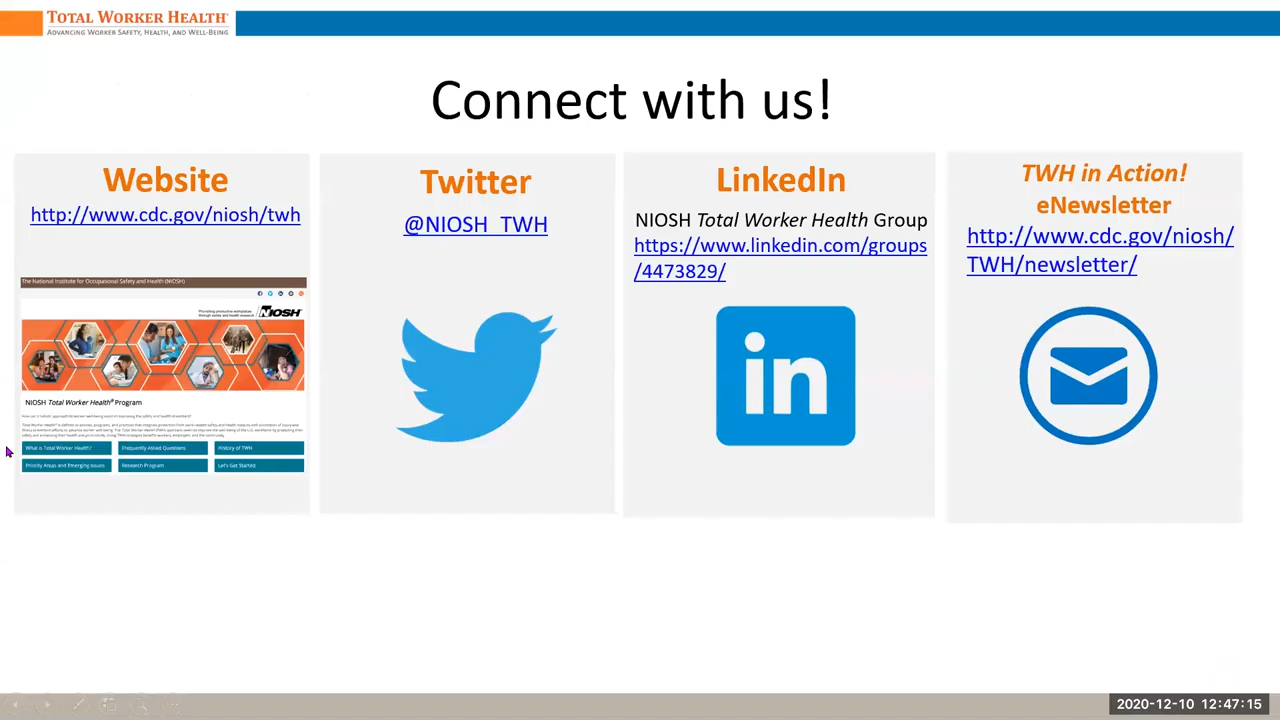 TOTAL WORKER HEALTH®
ADVANCING WORKER SAFETY, HEALTH, AND WELL-BEING
Connect with us!
Website
http://www.cdc.gov/niosh/twh
The National Institute for Occupational Safety and Health (NIOSH)
Promoting productive workplaces
through safety and health research
NIOSH
NIOSH Total Worker Health® Program
What is Total Worker Health?
Frequently Asked Questions
History of TWH
Priority Areas and Emerging Issues
Research Program
Let's Get Started
Twitter
@NIOSH_TWH
LinkedIn
NIOSH Total Worker Health Group
https://www.linkedin.com/groups
/4473829/
in
TWH in Action!
eNewsletter
http://www.cdc.gov/niosh/
TWH/newsletter/
2020-12-10 12:47:15